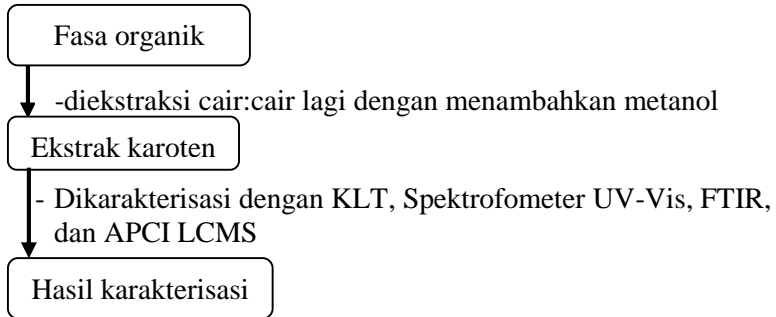 Fasa organik
-diekstraksi cair:cair lagi dengan menambahkan metanol
Ekstrak karoten
- Dikarakterisasi dengan KLT, Spektrofometer UV-Vis, FTIR,
dan APCI LCMS
Hasil karakterisasi